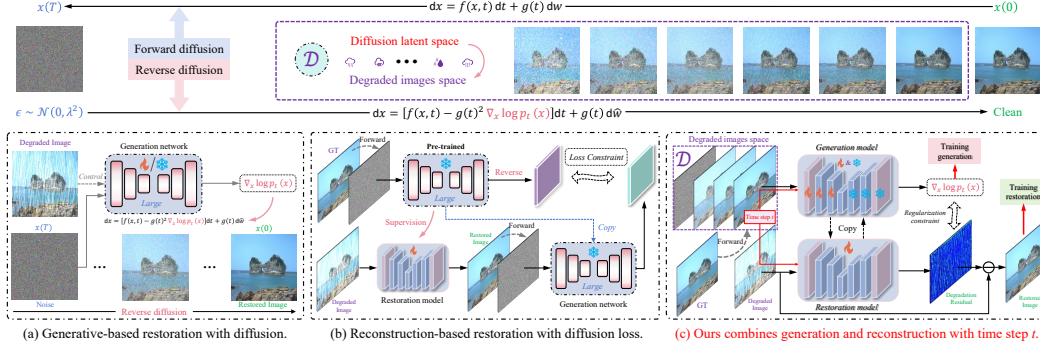 x(T)
dx = f(x, t) dt + g(t) dw
x(0)
Forward diffusion
Reverse diffusion
𝒟
Diffusion latent space
Degraded images space
ϵ ~ 𝒩(0, λ²)
dx = [f(x, t) − g(t)² ∇ₓ log pₜ (x)]dt + g(t) dŵ
Clean
Degraded Image
Generation network
Control
Large
∇ₓ log pₜ (x)
dx = [f(x, t) − g(t)² ∇ₓ log pₜ (x)]dt + g(t) dŵ
x(T)
x(0)
Noise
Restored Image
Reverse diffusion
(a) Generative-based restoration with diffusion.
GT
Forward
Pre-trained
Large
Reverse
Loss Constraint
Supervision
Copy
Restored Image
Forward
Degraded Image
Restoration model
Large
Generation network
(b) Reconstruction-based restoration with diffusion loss.
Degraded images space
𝒟
Generation model
&
Training generation
∇ₓ log pₜ (x)
Time step t
Training restoration
Regularization constraint
Copy
Forward
GT
Degraded Image
Restoration model
Degradation Residual
Restored Image
(c) Ours combines generation and reconstruction with time step t.